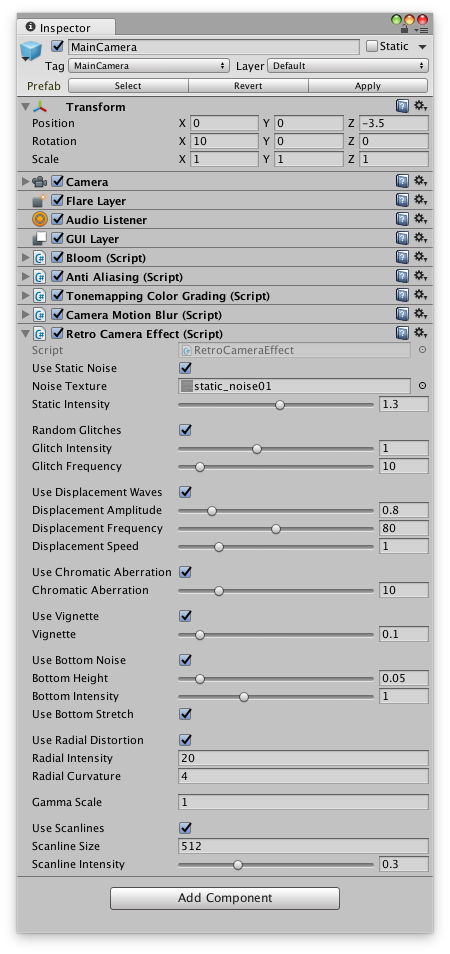 Inspector
MainCamera Static
Tag MainCamera Layer Default
Prefab Select Revert Apply
Transform
Position X 0 Y 0 Z -3.5
Rotation X 10 Y 0 Z 0
Scale X 1 Y 1 Z 1
Camera
Flare Layer
Audio Listener
GUI Layer
Bloom (Script)
Anti Aliasing (Script)
Tonemapping Color Grading (Script)
Camera Motion Blur (Script)
Retro Camera Effect (Script)
Script RetroCameraEffect
Use Static Noise
Noise Texture static_noise01
Static Intensity 1.3
Random Glitches
Glitch Intensity 1
Glitch Frequency 10
Use Displacement Waves
Displacement Amplitude 0.8
Displacement Frequency 80
Displacement Speed 1
Use Chromatic Aberration
Chromatic Aberration 10
Use Vignette
Vignette 0.1
Use Bottom Noise
Bottom Height 0.05
Bottom Intensity 1
Use Bottom Stretch
Use Radial Distortion
Radial Intensity 20
Radial Curvature 4
Gamma Scale 1
Use Scanlines
Scanline Size 512
Scanline Intensity 0.3
Add Component